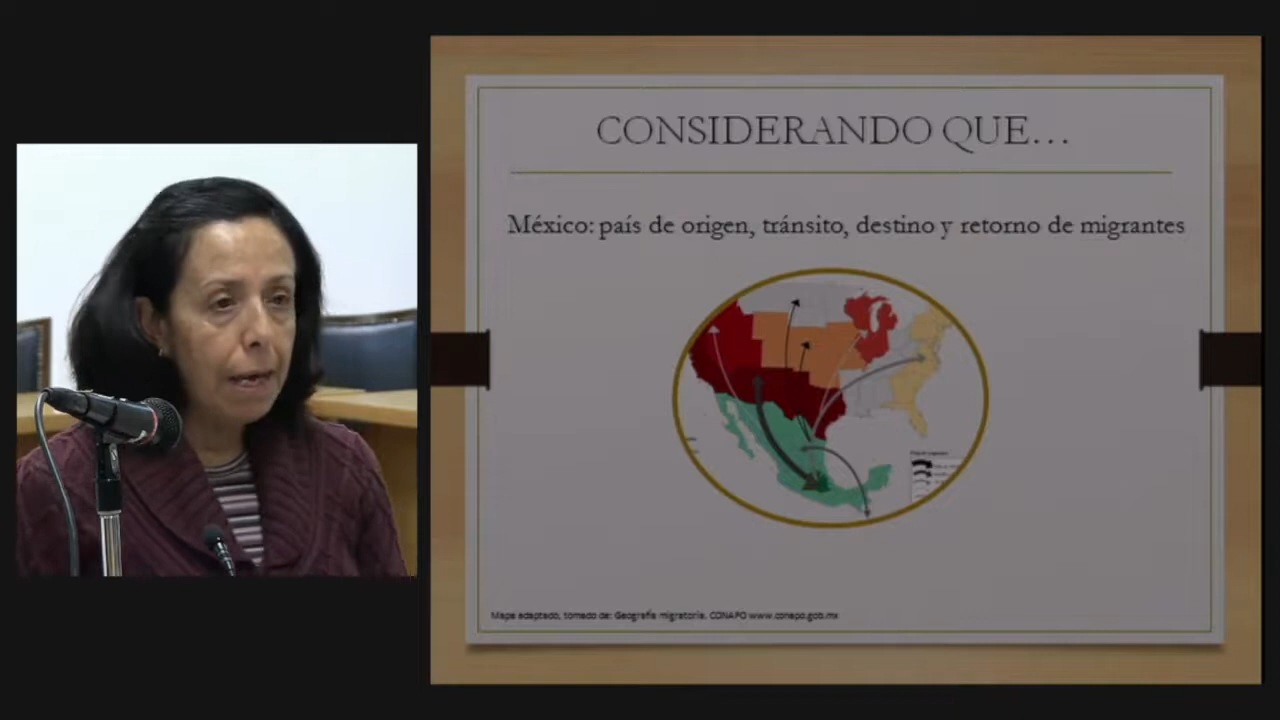 CONSIDERANDO QUE...
México: país de origen, tránsito, destino y retorno de migrantes
Mapa adaptado, tomado de: Geografía migratoria. CONAPO www.conapo.gob.mx